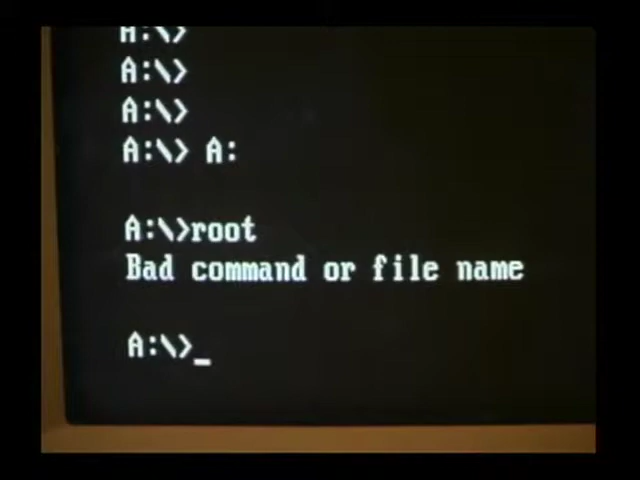 A:\>
A:\>
A:\>
A:\> A:
A:\>root
Bad command or file name
A:\>_